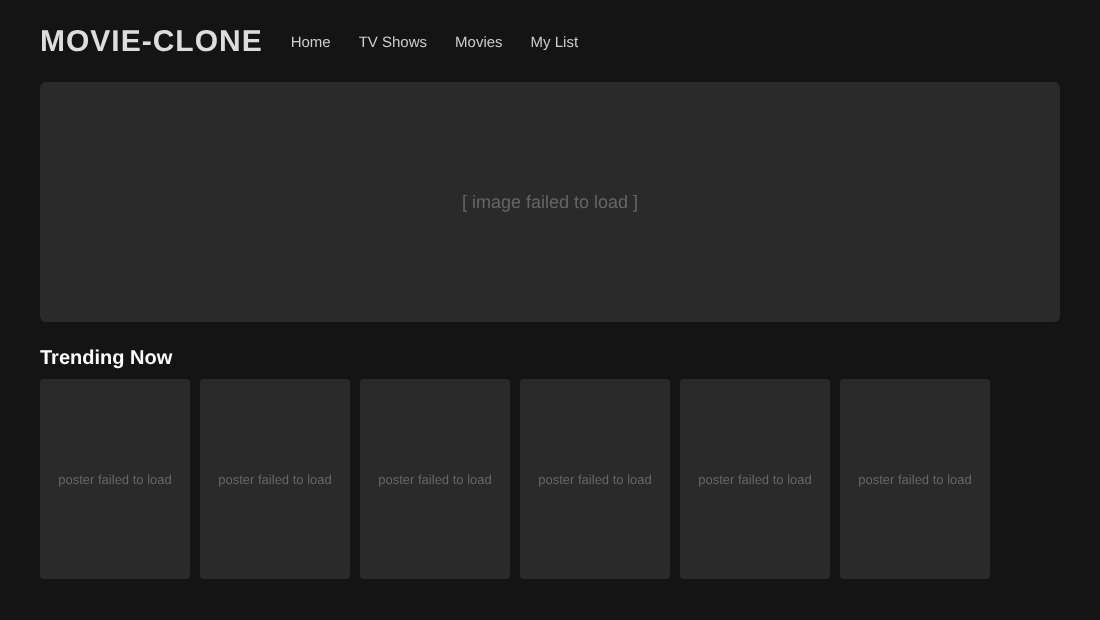 MOVIE-CLONE Home TV Shows Movies My List
[ image failed to load ]
Trending Now
poster failed to load poster failed to load poster failed to load poster failed to load poster failed to load poster failed to load